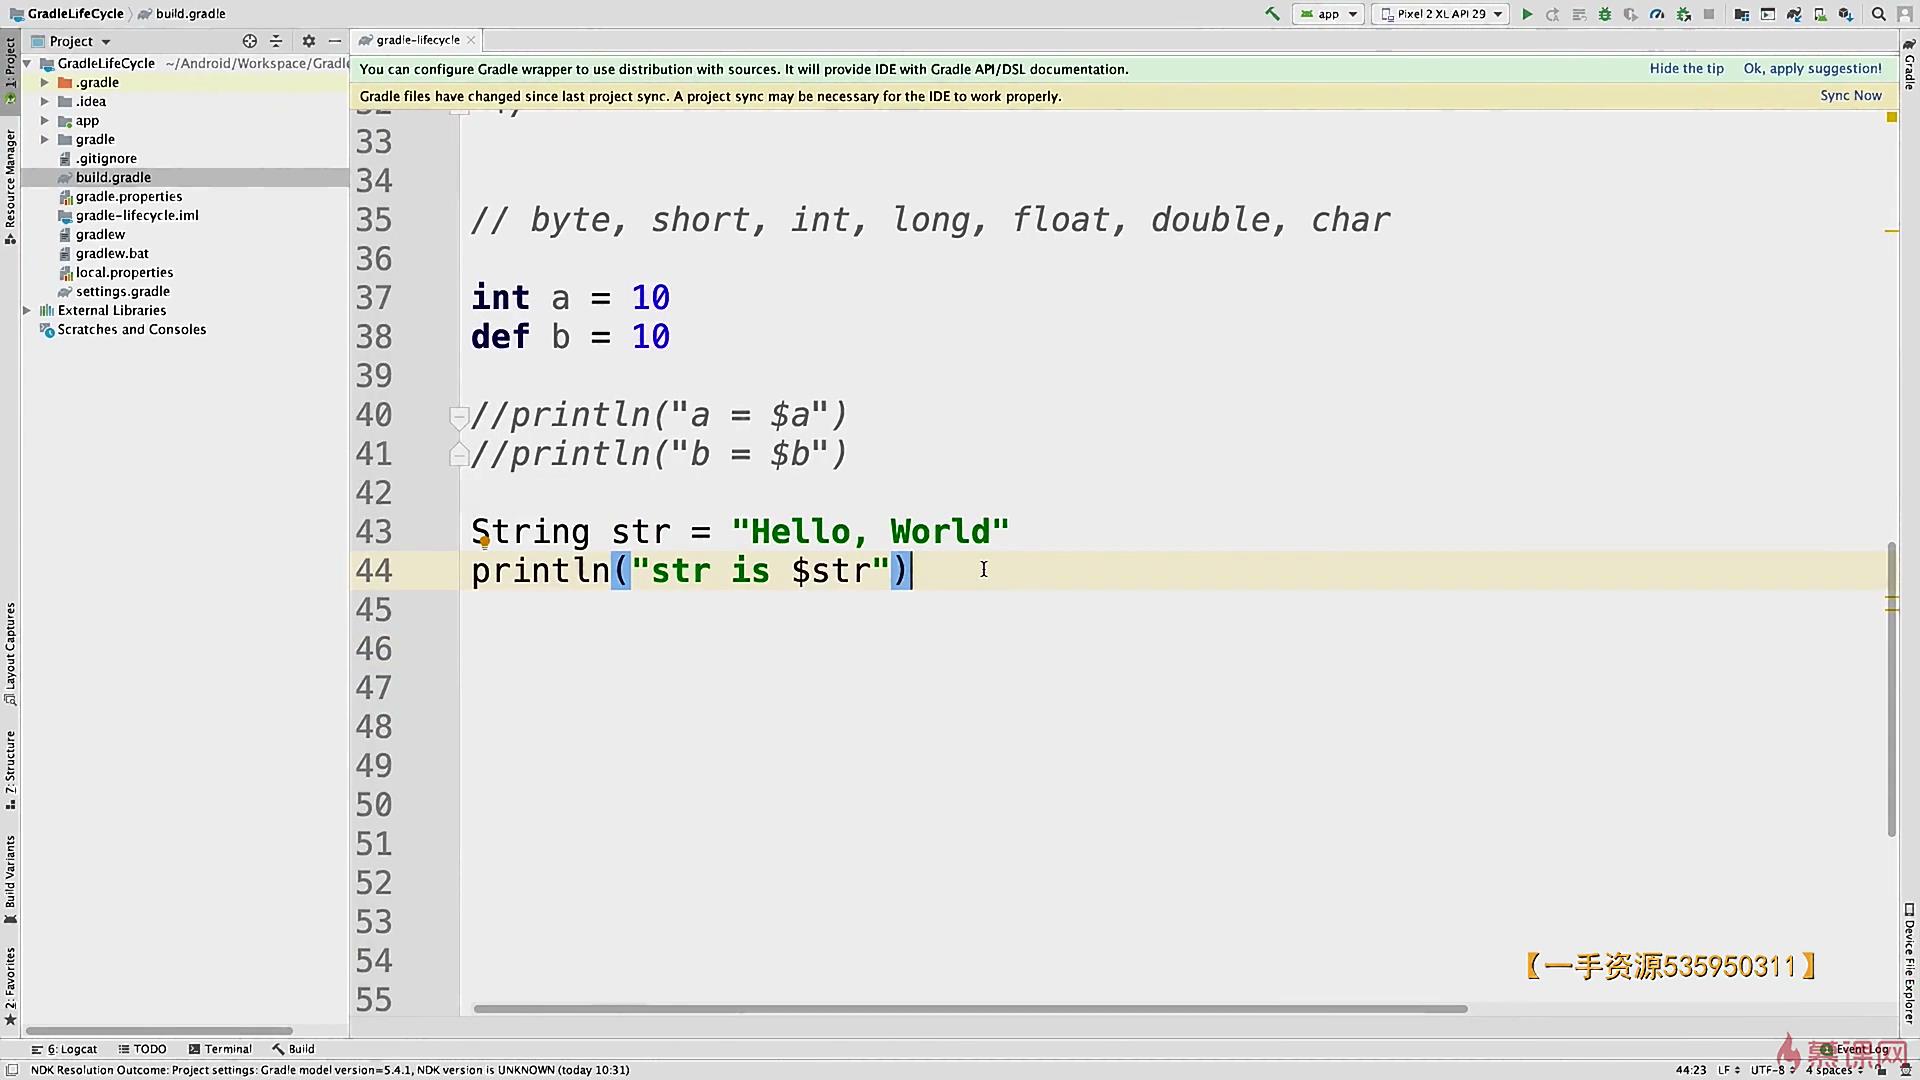 GradleLifeCycle
build.gradle
app
Pixel 2 XL API 29
Project
gradle-lifecycle
GradleLifeCycle ~/Android/Workspace/Gradle
.gradle
.idea
app
gradle
.gitignore
build.gradle
gradle.properties
gradle-lifecycle.iml
gradlew
gradlew.bat
local.properties
settings.gradle
External Libraries
Scratches and Consoles
1: Project
Resource Manager
Layout Captures
Z: Structure
Build Variants
2: Favorites
You can configure Gradle wrapper to use distribution with sources. It will provide IDE with Gradle API/DSL documentation.
Hide the tip
Ok, apply suggestion!
Gradle files have changed since last project sync. A project sync may be necessary for the IDE to work properly.
Sync Now
33
34
35 // byte, short, int, long, float, double, char
36
37 int a = 10
38 def b = 10
39
40 //println("a = $a")
41 //println("b = $b")
42
43 String str = "Hello, World"
44 println("str is $str")
45
46
47
48
49
50
51
52
53
54
55
【一手资源535950311】
Gradle
Device File Explorer
6: Logcat
TODO
Terminal
Build
Event Log
慕课网
NDK Resolution Outcome: Project settings: Gradle model version=5.4.1, NDK version is UNKNOWN (today 10:31)
44:23
LF
UTF-8
4 spaces